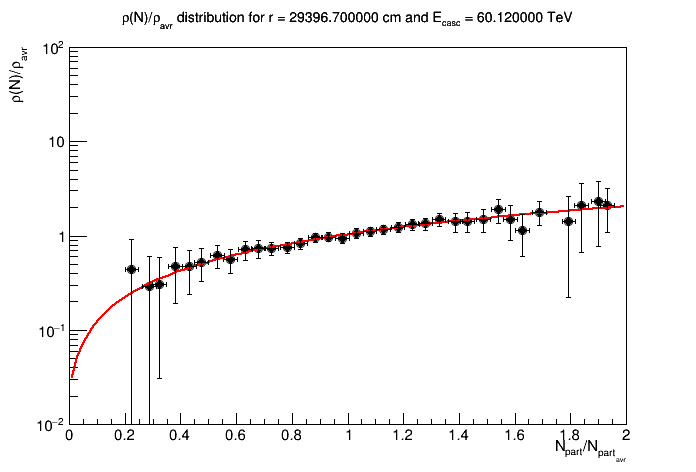 ρ(N)/ρavr distribution for r = 29396.700000 cm and Ecasc = 60.120000 TeV
ρ(N)/ρavr
10²
10
1
10⁻¹
10⁻²
0 0.2 0.4 0.6 0.8 1 1.2 1.4 1.6 1.8 2
Npart/Npartavr